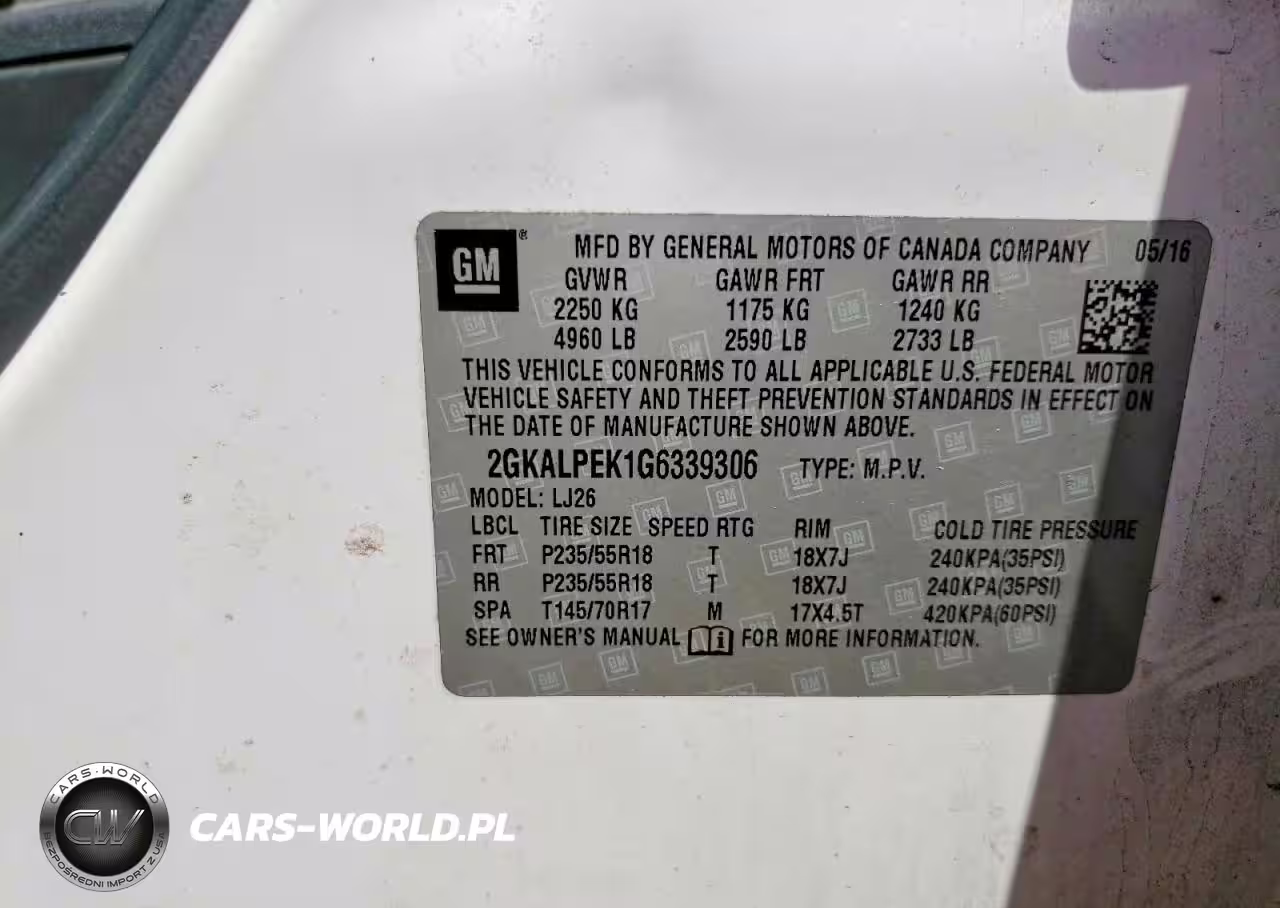 GM ® MFD BY GENERAL MOTORS OF CANADA COMPANY 05/16
GVWR GAWR FRT GAWR RR
2250 KG 1175 KG 1240 KG
4960 LB 2590 LB 2733 LB
THIS VEHICLE CONFORMS TO ALL APPLICABLE U.S. FEDERAL MOTOR
VEHICLE SAFETY AND THEFT PREVENTION STANDARDS IN EFFECT ON
THE DATE OF MANUFACTURE SHOWN ABOVE.
2GKALPEK1G6339306 TYPE: M.P.V.
MODEL: LJ26
LBCL TIRE SIZE SPEED RTG RIM COLD TIRE PRESSURE
FRT P235/55R18 T 18X7J 240KPA(35PSI)
RR P235/55R18 T 18X7J 240KPA(35PSI)
SPA T145/70R17 M 17X4.5T 420KPA(60PSI)
SEE OWNER'S MANUAL i FOR MORE INFORMATION.
CARS-WORLD
CW
BEZPOŚREDNI IMPORT Z USA
CARS-WORLD.PL